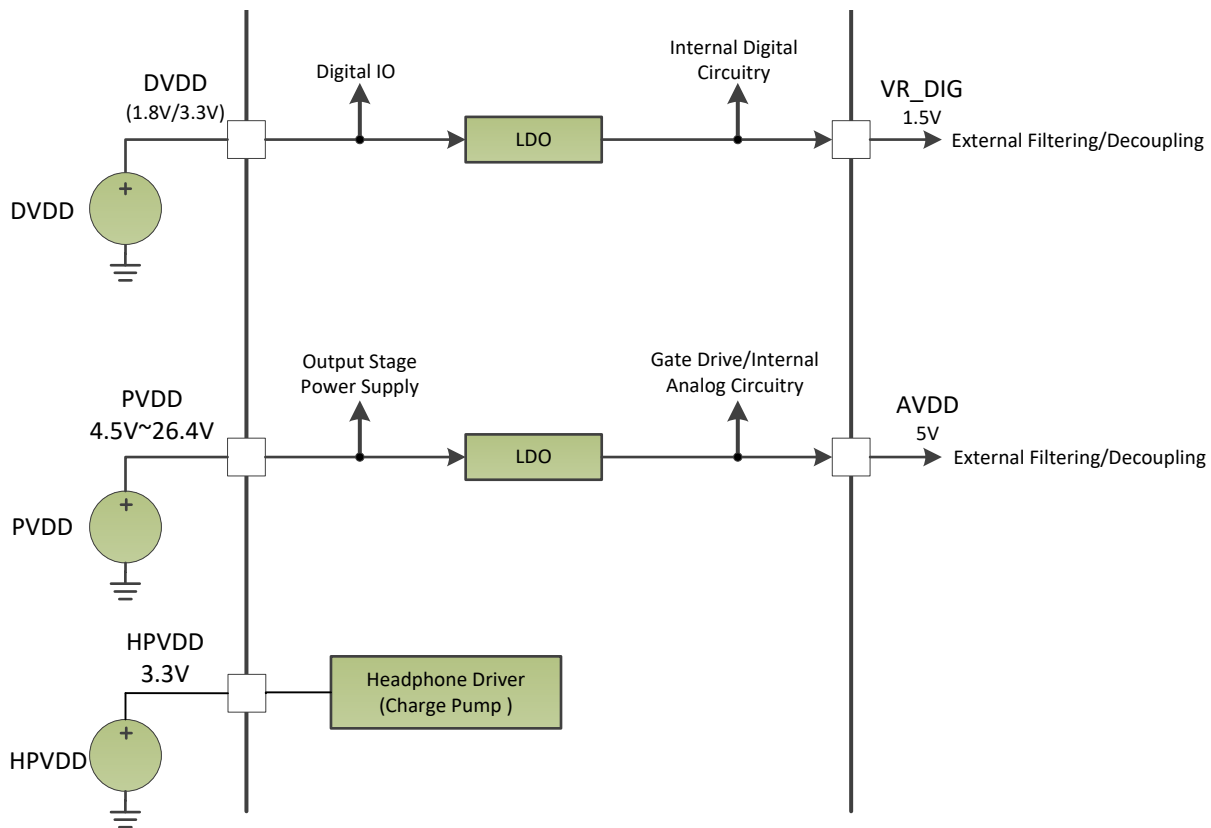 Digital IO
Internal Digital
Circuitry
DVDD
(1.8V/3.3V)
LDO
VR_DIG
1.5V
External Filtering/Decoupling
+
DVDD
Output Stage
Power Supply
Gate Drive/Internal
Analog Circuitry
PVDD
4.5V~26.4V
LDO
AVDD
5V
External Filtering/Decoupling
+
PVDD
HPVDD
3.3V
Headphone Driver
(Charge Pump )
+
HPVDD